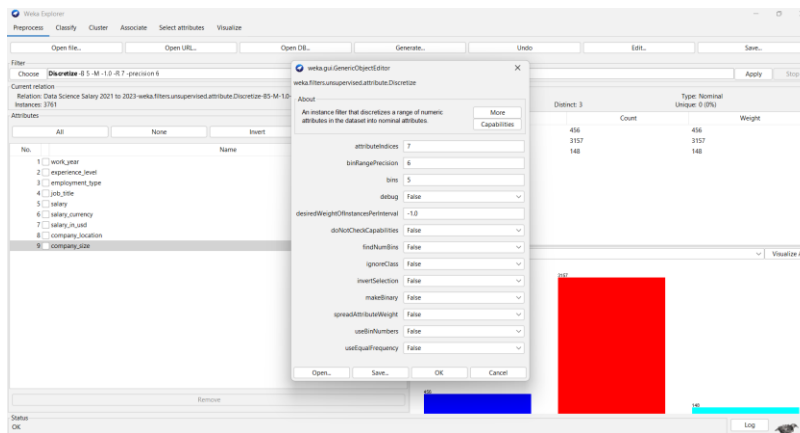 Weka Explorer
Preprocess Classify Cluster Associate Select attributes Visualize
Open file... Open URL... Open DB... Generate... Undo Edit... Save...
Filter
Choose Discretize -B 5 -M -1.0 -R 7 -precision 6 Apply Stop
Current relation
Relation: Data Science Salary 2021 to 2023-weka.filters.unsupervised.attribute.Discretize-B5-M-1.0-
Instances: 3761
Attributes
All None Invert
No. Name
1 work_year
2 experience_level
3 employment_type
4 job_title
5 salary
6 salary_currency
7 salary_in_usd
8 company_location
9 company_size
Remove
Status
OK
weka.gui.GenericObjectEditor
weka.filters.unsupervised.attribute.Discretize
About
An instance filter that discretizes a range of numeric
attributes in the dataset into nominal attributes.
More
Capabilities
attributeIndices 7
binRangePrecision 6
bins 5
debug False
desiredWeightOfInstancesPerInterval -1.0
doNotCheckCapabilities False
findNumBins False
ignoreClass False
invertSelection False
makeBinary False
spreadAttributeWeight False
useBinNumbers False
useEqualFrequency False
Open... Save... OK Cancel
Type: Nominal
Distinct: 3 Unique: 0 (0%)
Count Weight
456 456
3157 3157
148 148
Visualize A
3157
148
Log